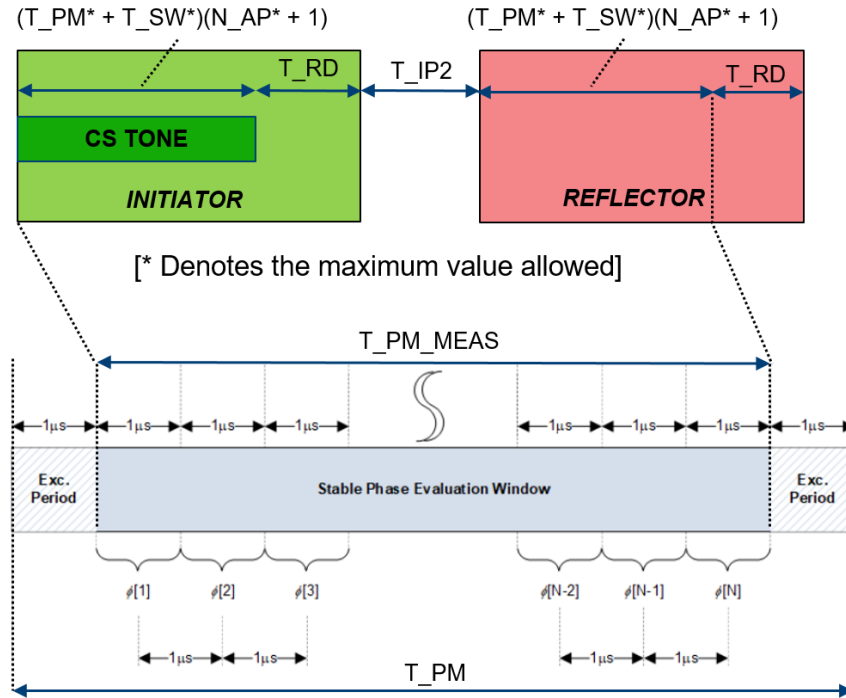 (T_PM* + T_SW*)(N_AP* + 1)
(T_PM* + T_SW*)(N_AP* + 1)
T_RD
T_IP2
T_RD
CS TONE
INITIATOR
REFLECTOR
[* Denotes the maximum value allowed]
T_PM_MEAS
1µs
1µs
1µs
1µs
1µs
1µs
1µs
1µs
Exc.
Period
Stable Phase Evaluation Window
Exc.
Period
ϕ[1]
ϕ[2]
ϕ[3]
ϕ[N-2]
ϕ[N-1]
ϕ[N]
1µs
1µs
1µs
1µs
T_PM